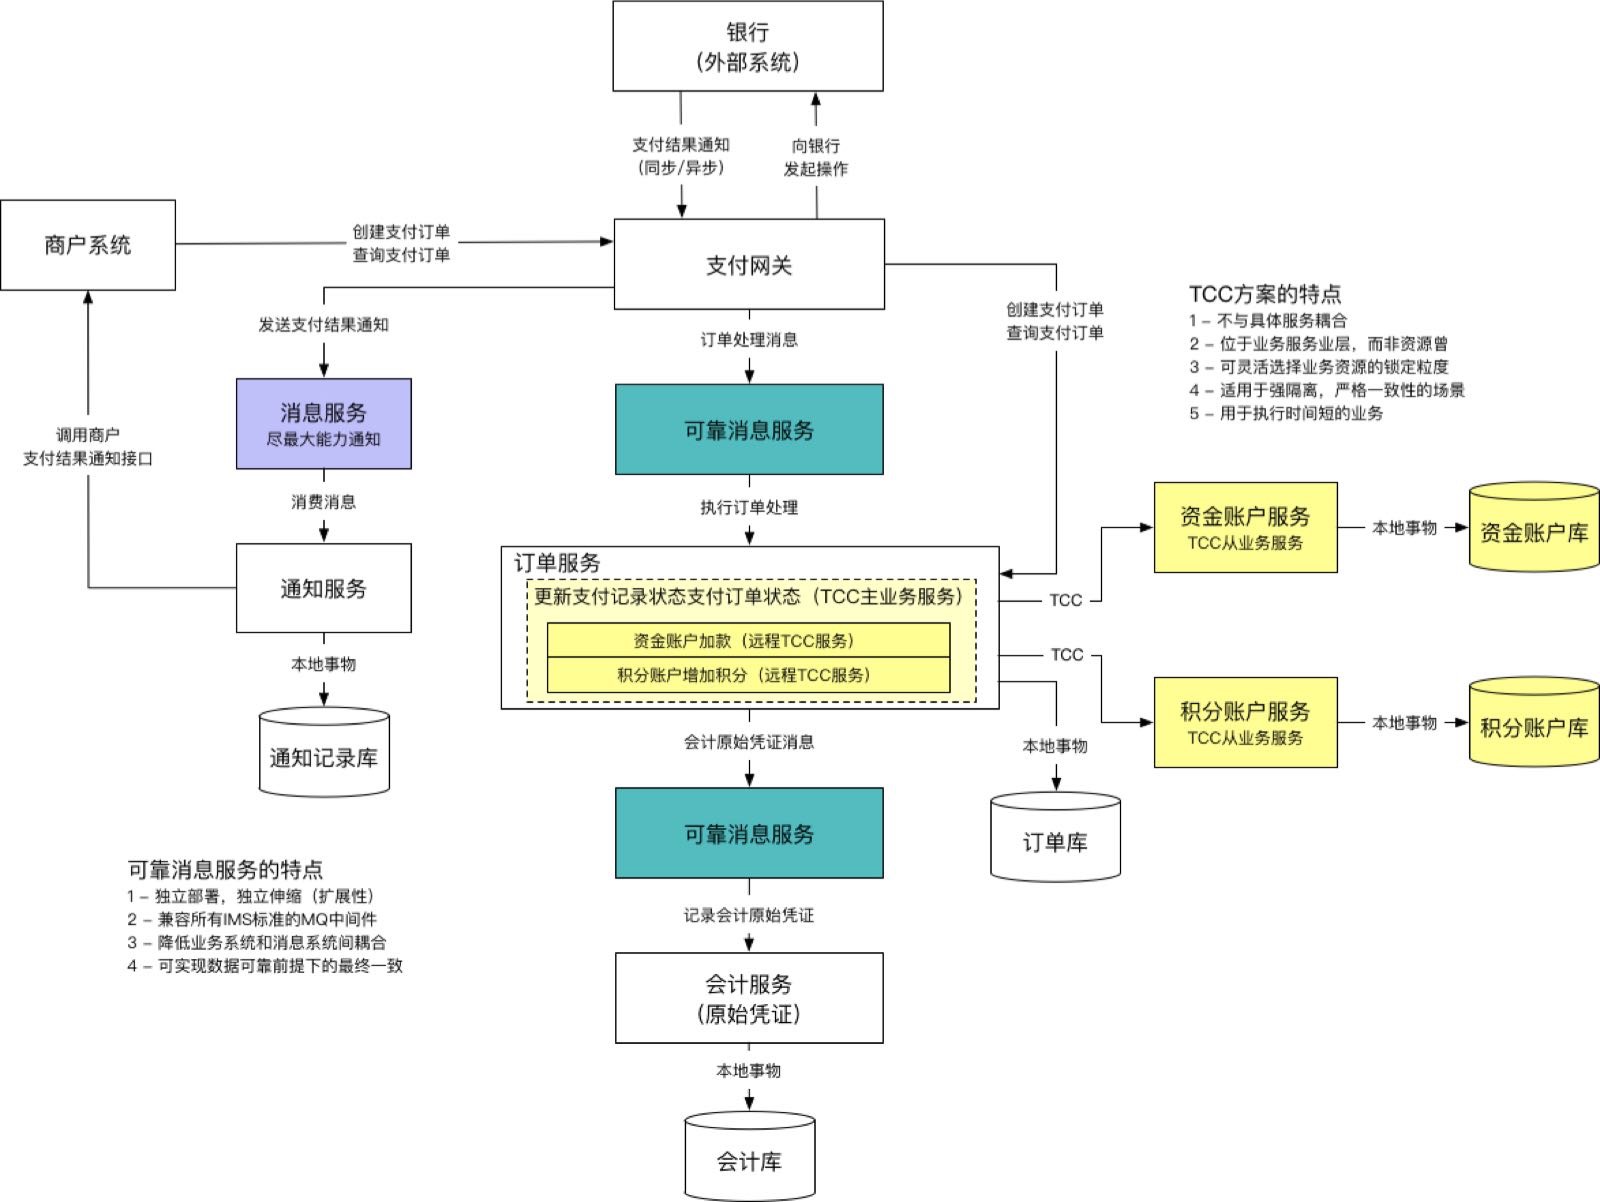 银行
（外部系统）
支付结果通知
（同步/异步）
向银行
发起操作
商户系统
创建支付订单
查询支付订单
支付网关
发送支付结果通知
订单处理消息
创建支付订单
查询支付订单
TCC方案的特点
1 – 不与具体服务耦合
2 – 位于业务服务业层，而非资源曾
3 – 可灵活选择业务资源的锁定粒度
4 – 适用于强隔离，严格一致性的场景
5 – 用于执行时间短的业务
消息服务
尽最大能力通知
可靠消息服务
调用商户
支付结果通知接口
消费消息
执行订单处理
通知服务
订单服务
更新支付记录状态支付订单状态（TCC主业务服务）
资金账户加款（远程TCC服务）
积分账户增加积分（远程TCC服务）
TCC
TCC
资金账户服务
TCC从业务服务
本地事物
资金账户库
积分账户服务
TCC从业务服务
本地事物
积分账户库
本地事物
通知记录库
会计原始凭证消息
本地事物
订单库
可靠消息服务
可靠消息服务的特点
1 – 独立部署，独立伸缩（扩展性）
2 – 兼容所有IMS标准的MQ中间件
3 – 降低业务系统和消息系统间耦合
4 – 可实现数据可靠前提下的最终一致
记录会计原始凭证
会计服务
（原始凭证）
本地事物
会计库